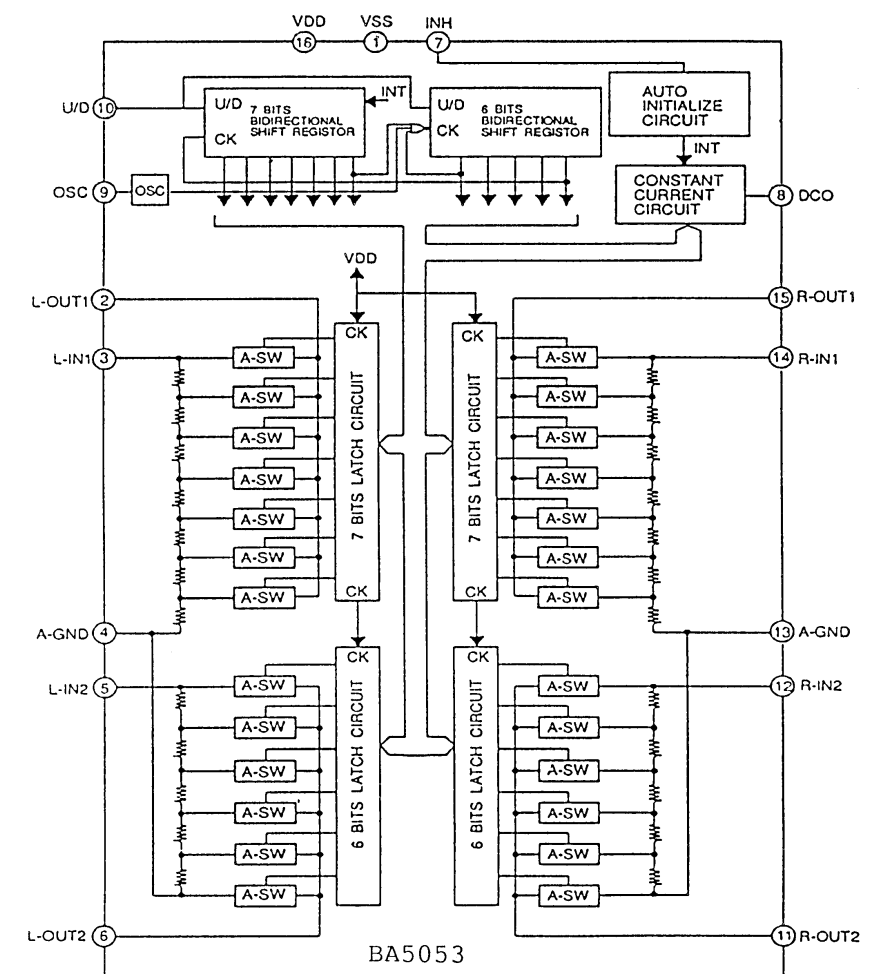 VDD VSS INH
16 1 7
U/D 10
U/D 7 BITS
BIDIRECTIONAL
SHIFT REGISTOR
CK
INT
U/D 6 BITS
BIDIRECTIONAL
SHIFT REGISTOR
CK
AUTO
INITIALIZE
CIRCUIT
INT
OSC 9 OSC
CONSTANT
CURRENT
CIRCUIT
8 DCO
VDD
L-OUT1 2
15 R-OUT1
CK
CK
L-IN1 3
A-SW
A-SW
14 R-IN1
A-SW
A-SW
A-SW
A-SW
A-SW
A-SW
A-SW
A-SW
A-SW
A-SW
A-SW
A-SW
7 BITS LATCH CIRCUIT
7 BITS LATCH CIRCUIT
CK
CK
A-GND 4
13 A-GND
CK
CK
L-IN2 5
A-SW
A-SW
12 R-IN2
A-SW
A-SW
A-SW
A-SW
A-SW
A-SW
A-SW
A-SW
A-SW
A-SW
6 BITS LATCH CIRCUIT
6 BITS LATCH CIRCUIT
L-OUT2 6
11 R-OUT2
BA5053